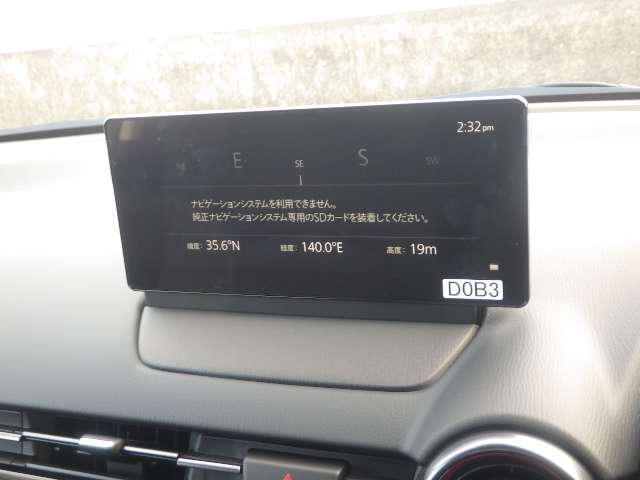 2:32pm
E SE S SW
ナビゲーションシステムを利用できません。
純正ナビゲーションシステム専用のSDカードを装着してください。
緯度: 35.6°N 経度: 140.0°E 高度: 19m
D0B3